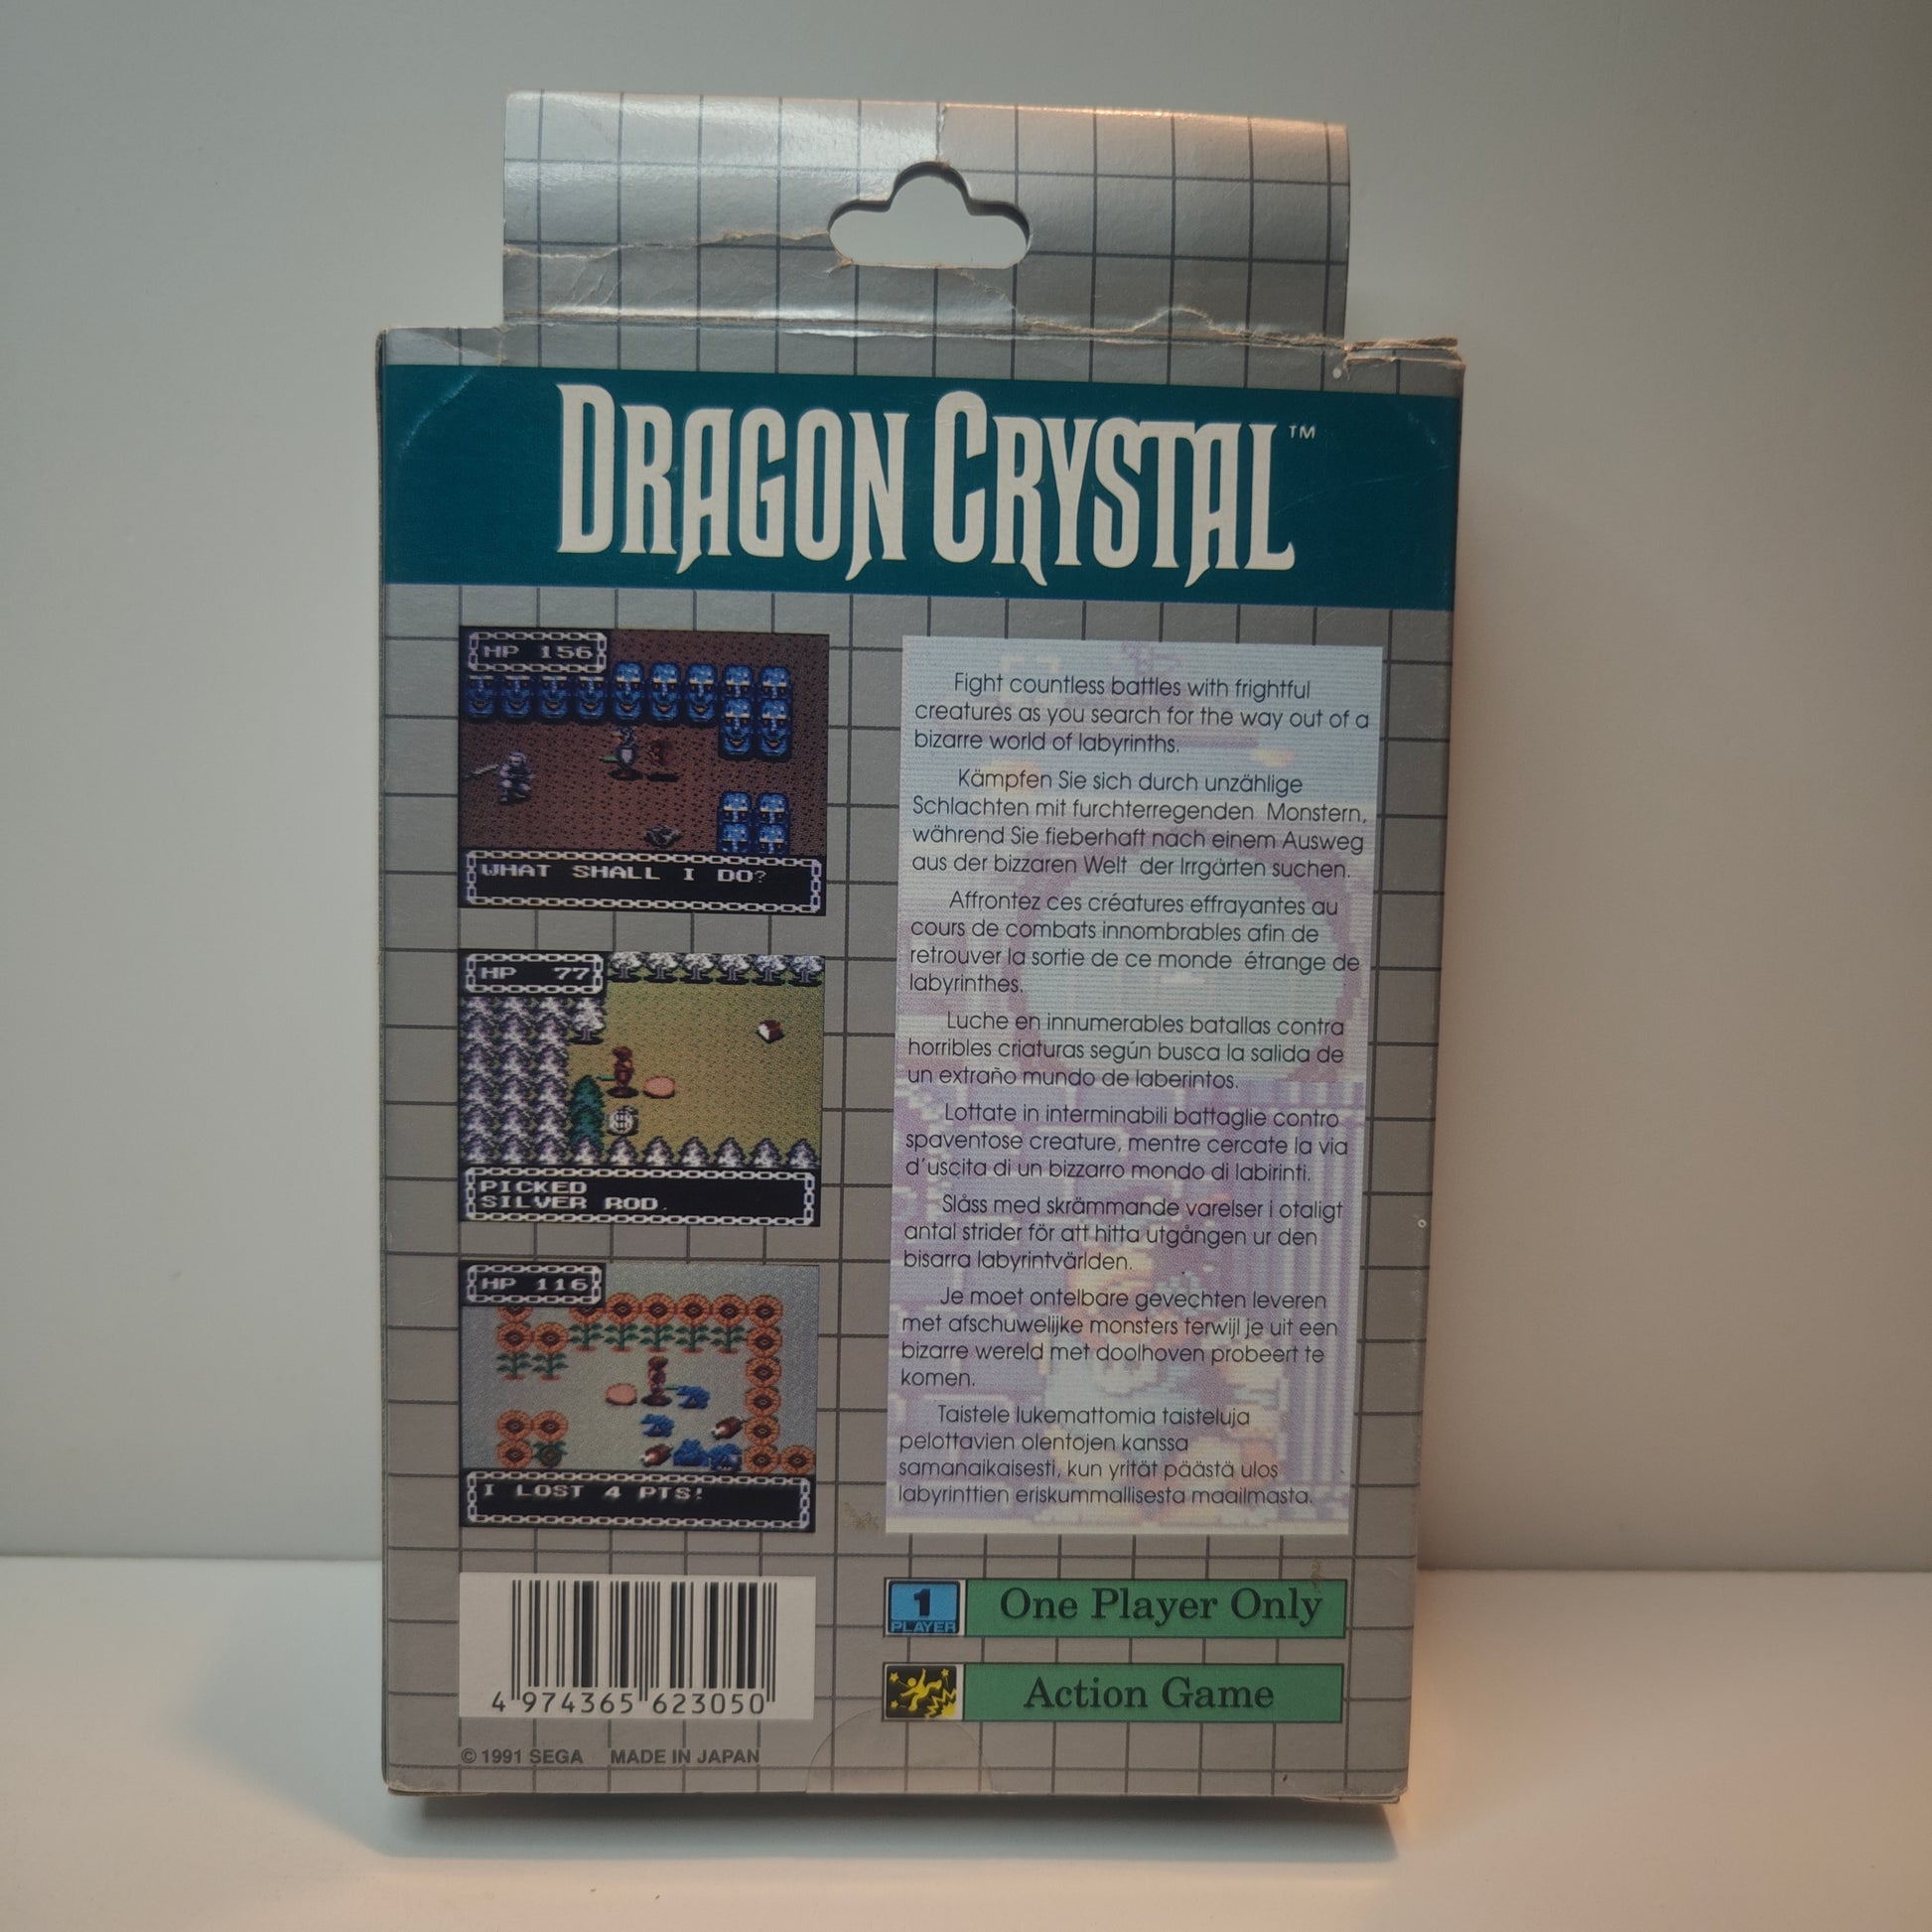 DRAGON CRYSTAL™
HP 156
WHAT SHALL I DO?
HP 77
PICKED
SILVER ROD.
HP 116
I LOST 4 PTS!
Fight countless battles with frightful
creatures as you search for the way out of a
bizarre world of labyrinths.
Kämpfen Sie sich durch unzählige
Schlachten mit furchterregenden Monstern,
während Sie fieberhaft nach einem Ausweg
aus der bizzaren Welt der Irrgärten suchen.
Affrontez ces créatures effrayantes au
cours de combats innombrables afin de
retrouver la sortie de ce monde étrange de
labyrinthes.
Luche en innumerables batallas contra
horribles criaturas según busca la salida de
un extraño mundo de laberintos.
Lottate in interminabili battaglie contro
spaventose creature, mentre cercate la via
d'uscita di un bizzarro mondo di labirinti.
Slåss med skrämmande varelser i otaligt
antal strider för att hitta utgången ur den
bisarra labyrintvärlden.
Je moet ontelbare gevechten leveren
met afschuwelijke monsters terwijl je uit een
bizarre wereld met doolhoven probeert te
komen.
Taistele lukemattomia taisteluja
pelottavien olentojen kanssa
samanaikaisesti, kun yrität päästä ulos
labyrinttien eriskummallisesta maailmasta.
1 PLAYER
One Player Only
Action Game
4 974365 623050
© 1991 SEGA MADE IN JAPAN